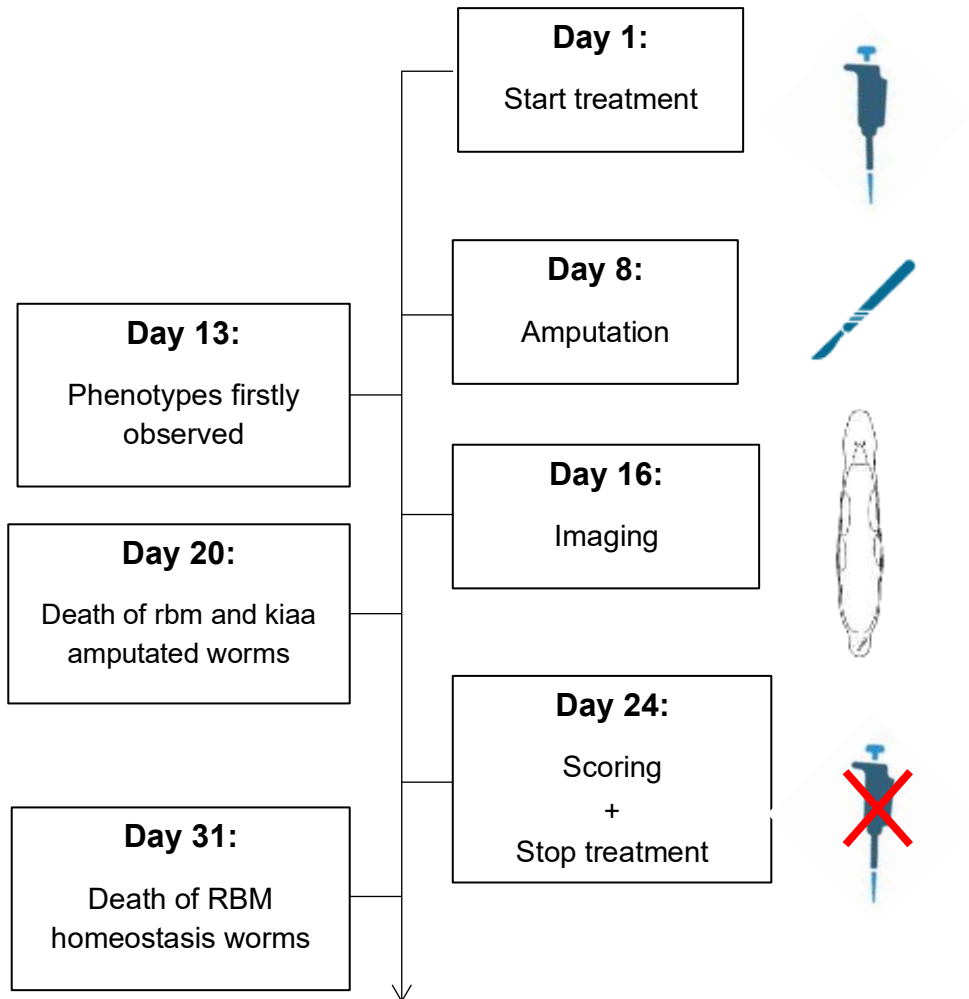 Day 1:
Start treatment
Day 8:
Amputation
Day 13:
Phenotypes firstly
observed
Day 16:
Imaging
Day 20:
Death of rbm and kiaa
amputated worms
Day 24:
Scoring
+
Stop treatment
Day 31:
Death of RBM
homeostasis worms